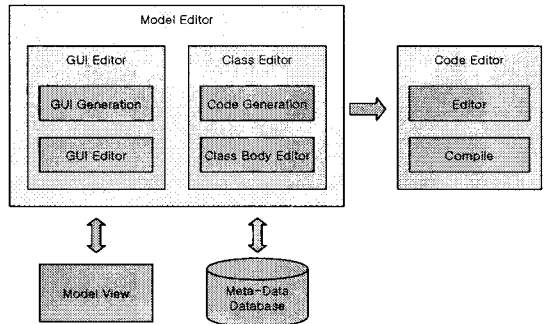 Model Editor
GUI Editor
GUI Generation
GUI Editor
Class Editor
Code Generation
Class Body Editor
Code Editor
Editor
Compile
Model View
Meta-Data
Database